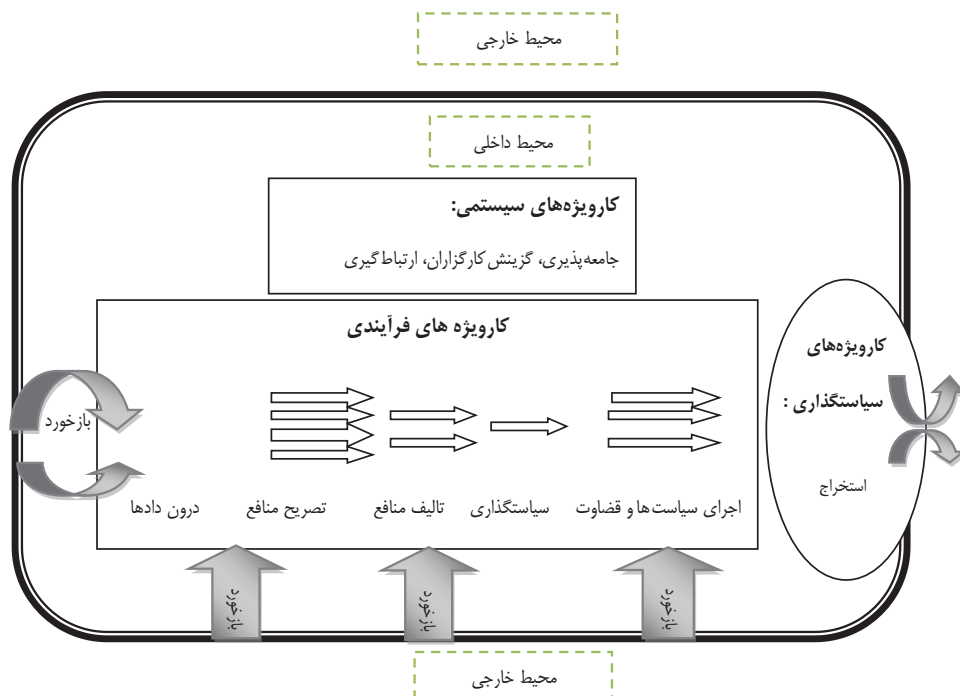 محیط خارجی
محیط داخلی
کارویژه‌های سیستمی:
جامعه‌پذیری، گزینش کارگزاران، ارتباط گیری
کارویژه های فرآیندی
کارویژه‌های
سیاستگذاری :
استخراج
بازخورد
درون دادها
تصریح منافع
تالیف منافع
سیاستگذاری
اجرای سیاست‌ها و قضاوت
بازخورد
بازخورد
بازخورد
محیط خارجی